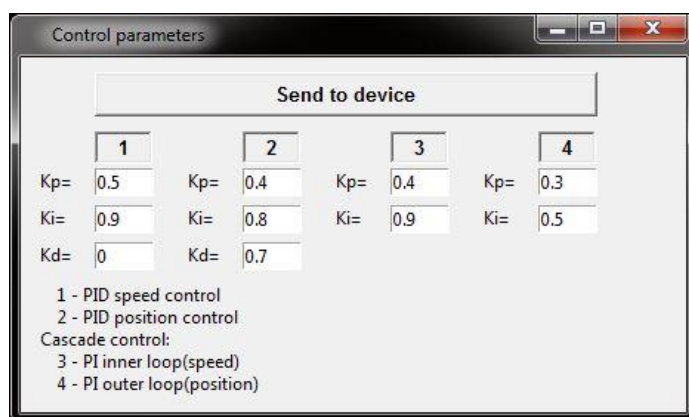 Control parameters
Send to device
1 2 3 4
Kp= 0.5 Kp= 0.4 Kp= 0.4 Kp= 0.3
Ki= 0.9 Ki= 0.8 Ki= 0.9 Ki= 0.5
Kd= 0 Kd= 0.7
1 - PID speed control
2 - PID position control
Cascade control:
3 - PI inner loop(speed)
4 - PI outer loop(position)